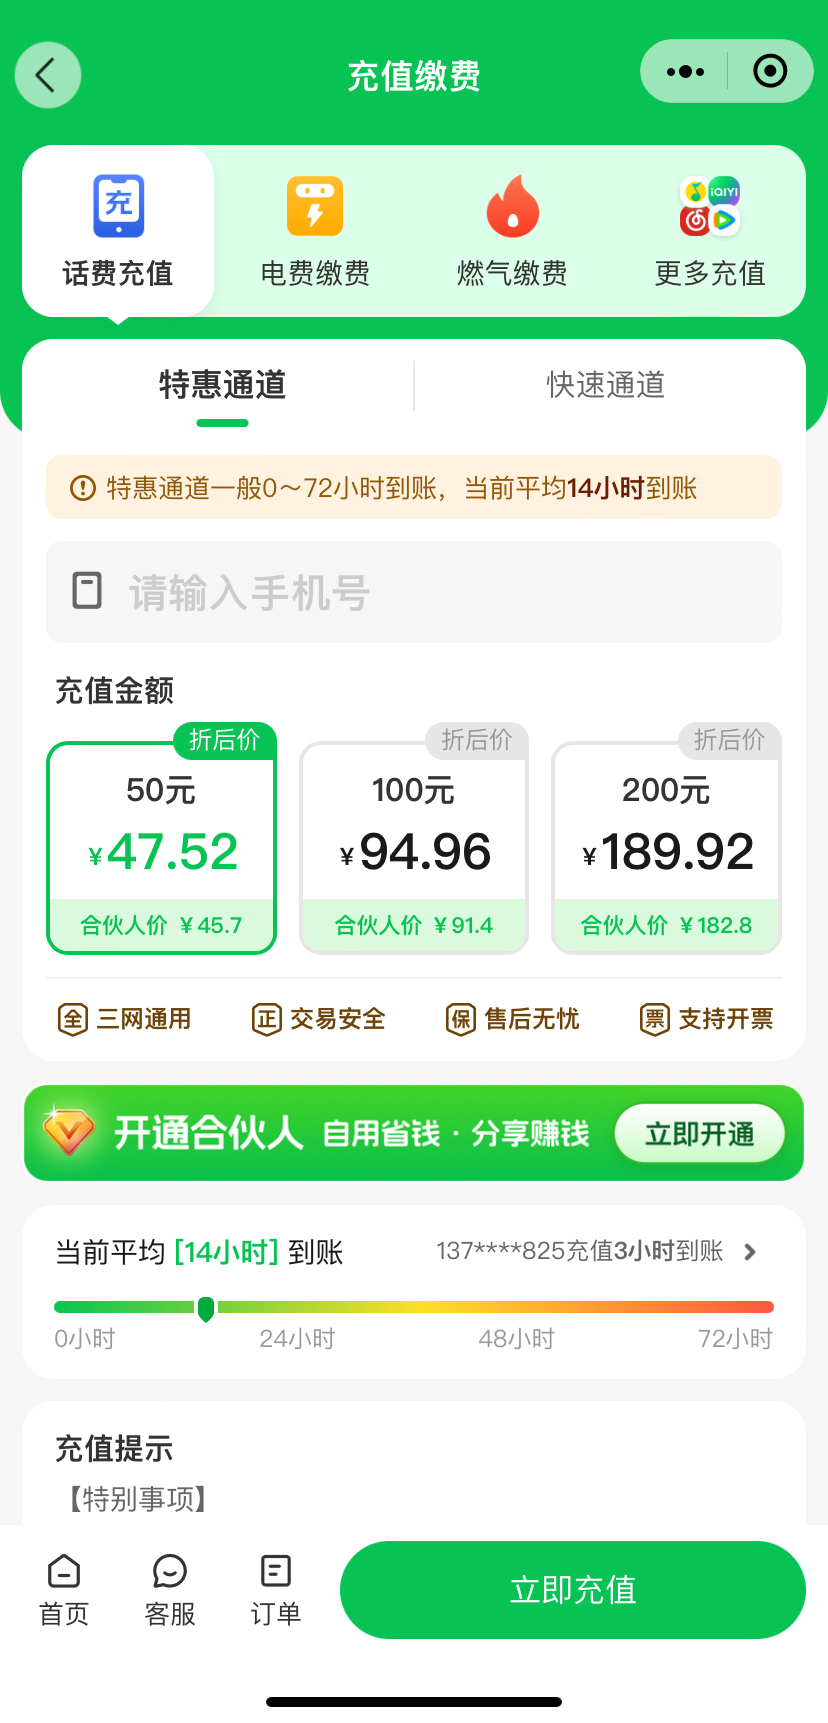 充值缴费
充
iQIYI
话费充值
电费缴费
燃气缴费
更多充值
特惠通道
快速通道
特惠通道一般0～72小时到账，当前平均14小时到账
请输入手机号
充值金额
折后价
50元
¥47.52
合伙人价 ¥45.7
折后价
100元
¥94.96
合伙人价 ¥91.4
折后价
200元
¥189.92
合伙人价 ¥182.8
全 三网通用
正 交易安全
保 售后无忧
票 支持开票
开通合伙人 自用省钱 · 分享赚钱
立即开通
当前平均 [14小时] 到账
137****825充值3小时到账
0小时
24小时
48小时
72小时
充值提示
【特别事项】
首页
客服
订单
立即充值